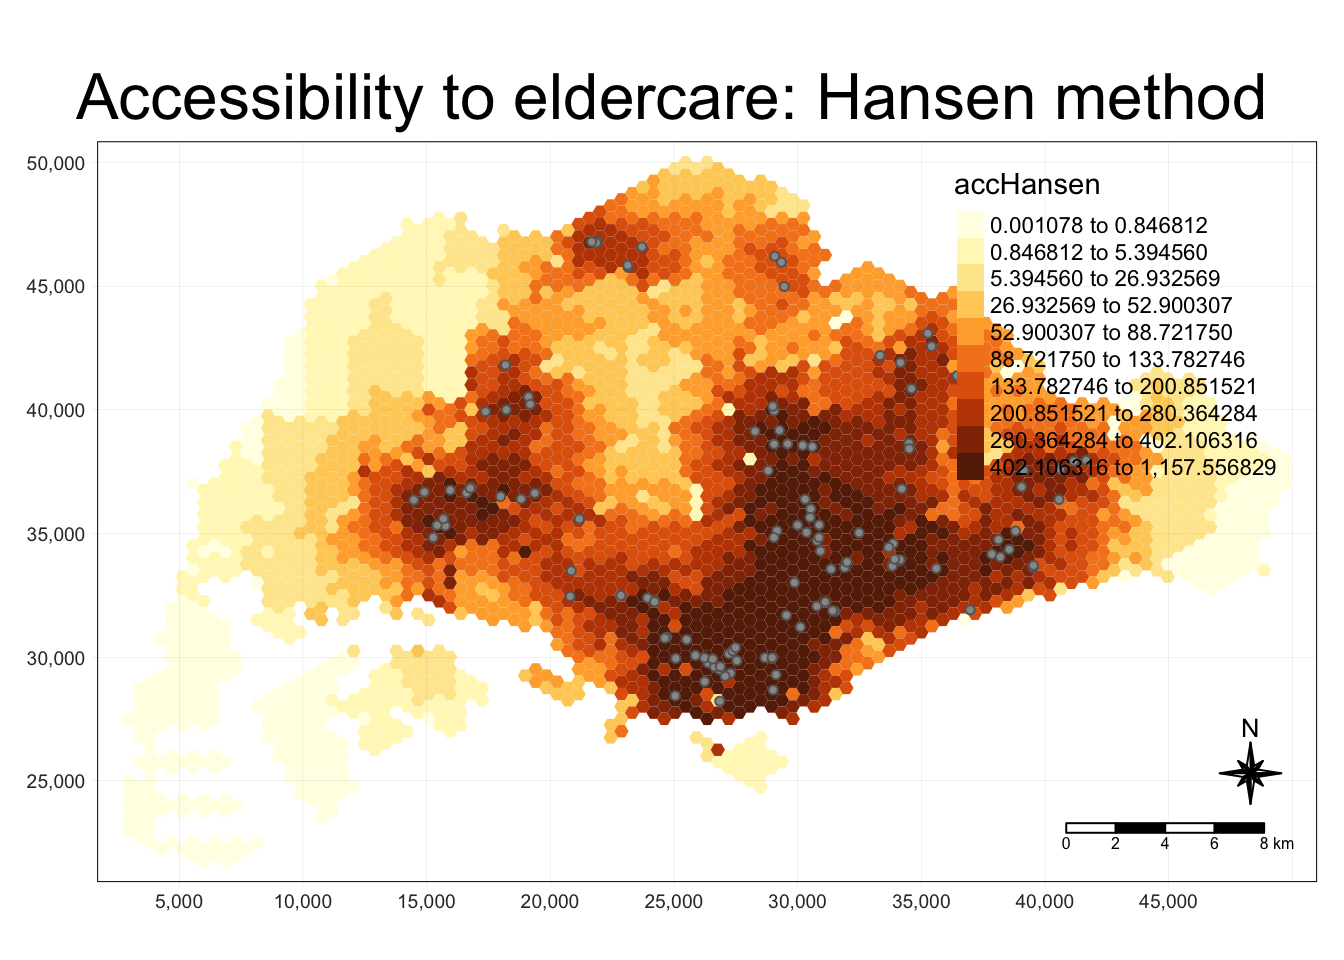 Accessibility to eldercare: Hansen method
accHansen
0.001078 to 0.846812
0.846812 to 5.394560
5.394560 to 26.932569
26.932569 to 52.900307
52.900307 to 88.721750
88.721750 to 133.782746
133.782746 to 200.851521
200.851521 to 280.364284
280.364284 to 402.106316
402.106316 to 1,157.556829
50,000
45,000
40,000
35,000
30,000
25,000
N
0 2 4 6 8 km
5,000 10,000 15,000 20,000 25,000 30,000 35,000 40,000 45,000